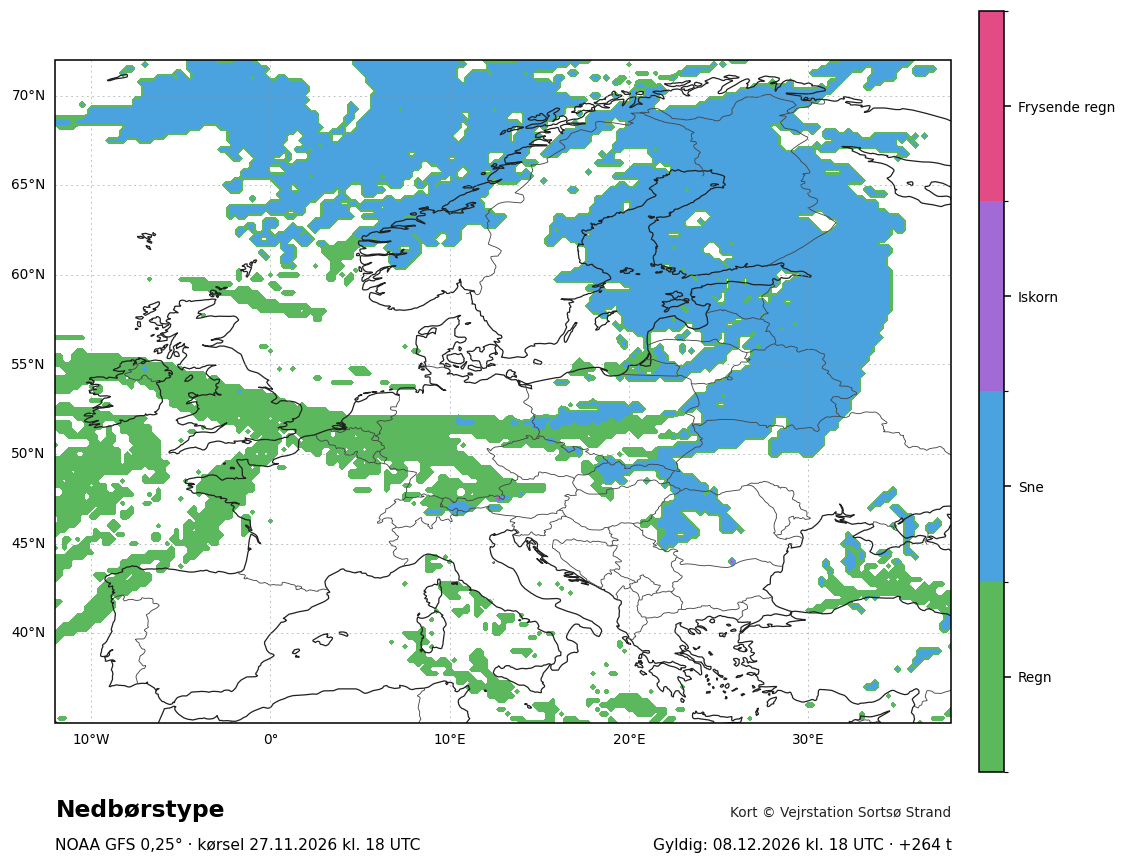 Frysende regn
Iskorn
Sne
Regn
70°N
65°N
60°N
55°N
50°N
45°N
40°N
10°W
0°
10°E
20°E
30°E
Nedbørstype
Kort © Vejrstation Sortsø Strand
NOAA GFS 0,25° · kørsel 27.11.2026 kl. 18 UTC
Gyldig: 08.12.2026 kl. 18 UTC · +264 t